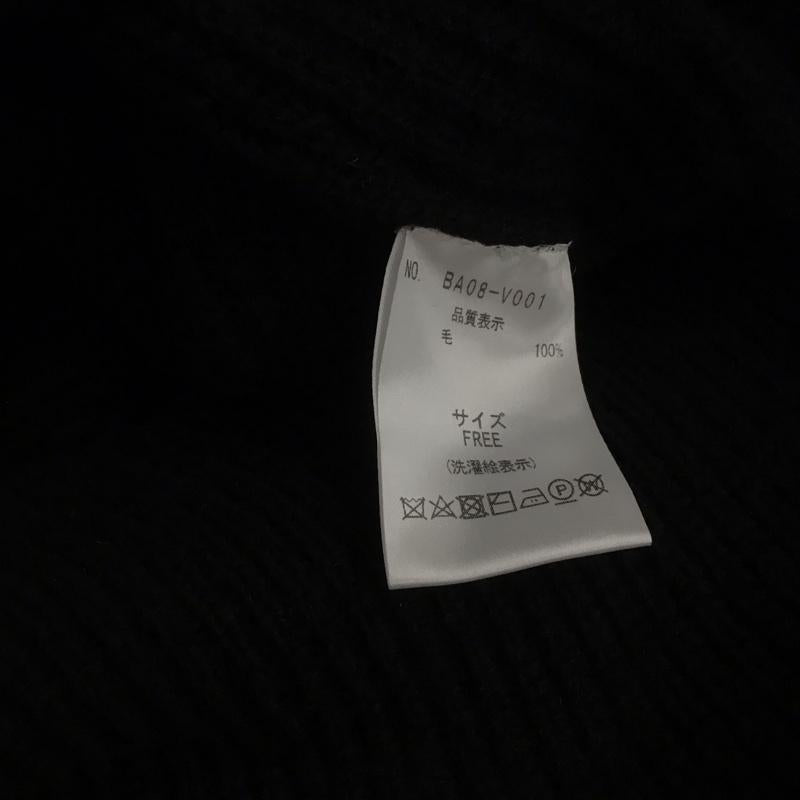 NO. BA08-V001
品質表示
毛 100%
サイズ
FREE
(洗濯絵表示)
P W